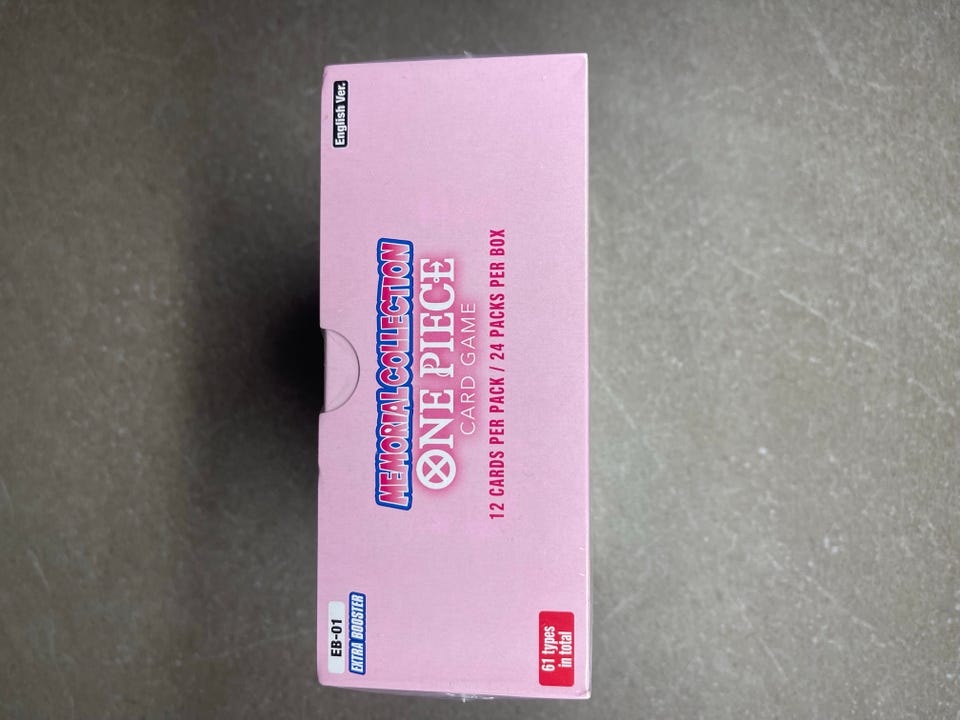 EB-01
EXTRA BOOSTER
English Ver.
MEMORIAL COLLECTION
ONE PIECE
CARD GAME
12 CARDS PER PACK / 24 PACKS PER BOX
61 types
in total